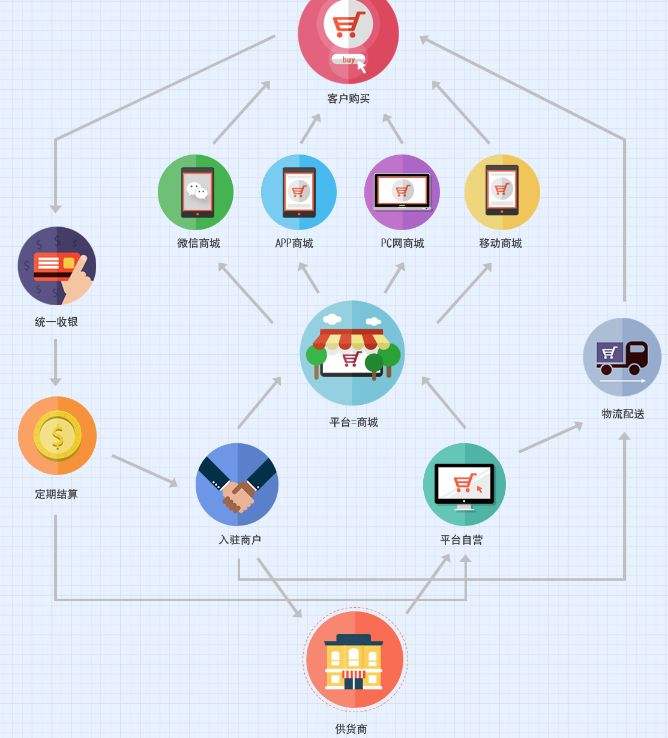 buy
客户购买
微信商城
APP商城
PC网商城
移动商城
统一收银
平台=商城
物流配送
定期结算
入驻商户
平台自营
供货商